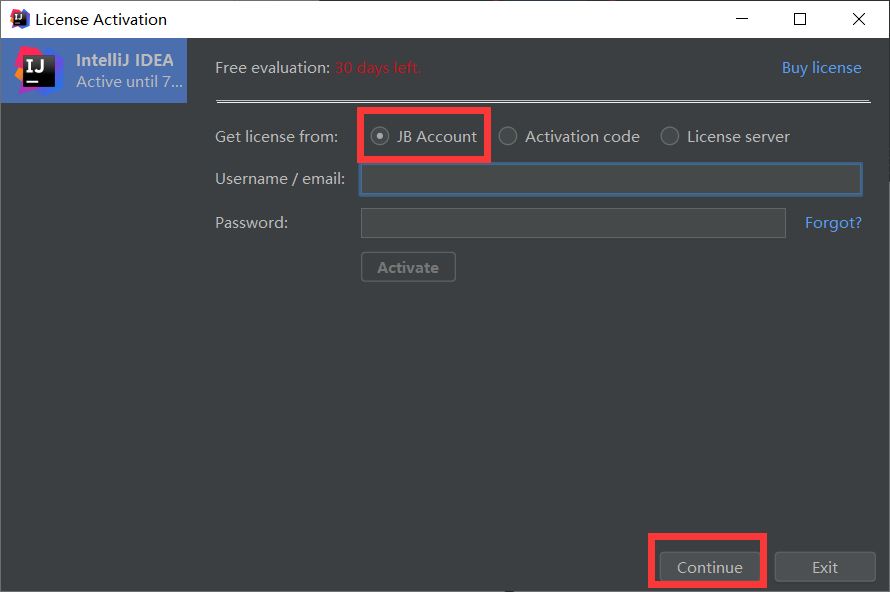 License Activation
IntelliJ IDEA
Active until 7...
Free evaluation: 30 days left.
Buy license
Get license from: JB Account Activation code License server
Username / email:
Password:
Forgot?
Activate
Continue Exit